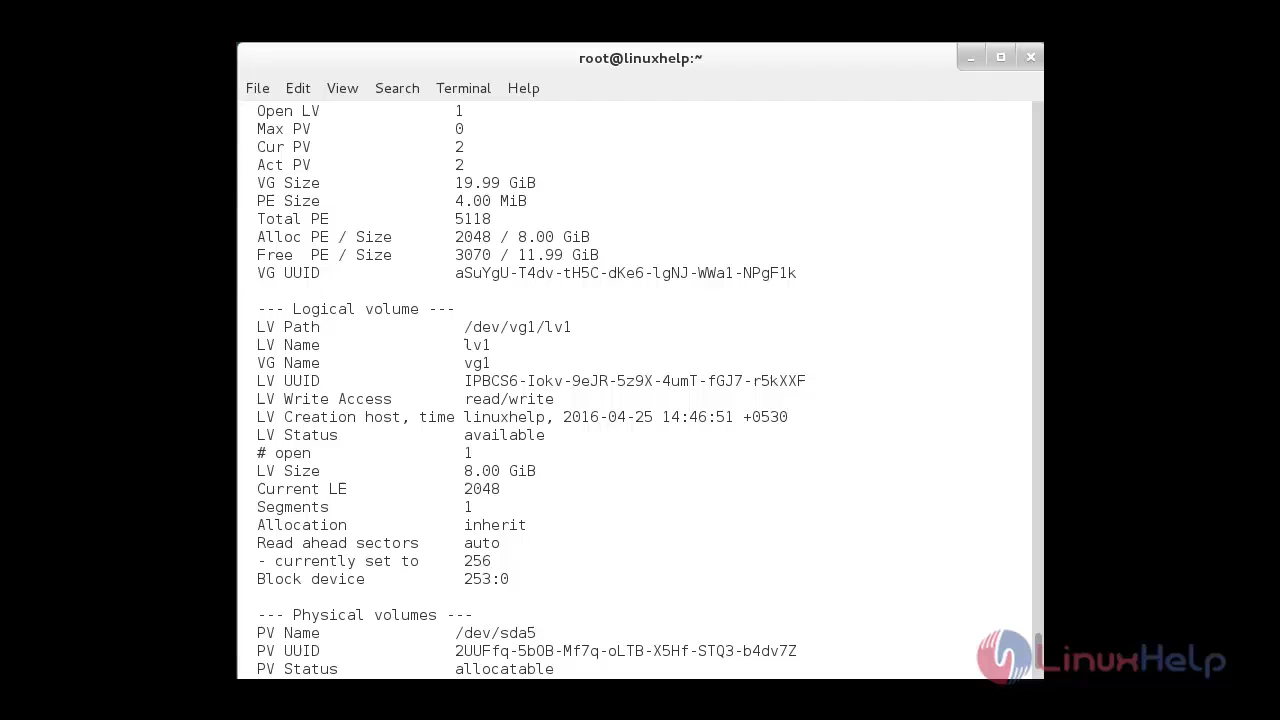 root@linuxhelp:~
File Edit View Search Terminal Help
Open LV 1
Max PV 0
Cur PV 2
Act PV 2
VG Size 19.99 GiB
PE Size 4.00 MiB
Total PE 5118
Alloc PE / Size 2048 / 8.00 GiB
Free  PE / Size 3070 / 11.99 GiB
VG UUID aSuYgU-T4dv-tH5C-dKe6-lgNJ-WWa1-NPgF1k
--- Logical volume ---
LV Path /dev/vg1/lv1
LV Name lv1
VG Name vg1
LV UUID IPBCS6-Iokv-9eJR-5z9X-4umT-fGJ7-r5kXXF
LV Write Access read/write
LV Creation host, time linuxhelp, 2016-04-25 14:46:51 +0530
LV Status available
# open 1
LV Size 8.00 GiB
Current LE 2048
Segments 1
Allocation inherit
Read ahead sectors auto
- currently set to 256
Block device 253:0
--- Physical volumes ---
PV Name /dev/sda5
PV UUID 2UUFfq-5bOB-Mf7q-oLTB-X5Hf-STQ3-b4dv7Z
PV Status allocatable
LinuxHelp